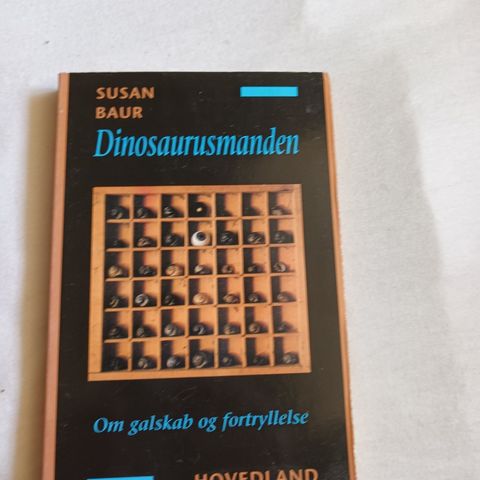 SUSAN
BAUR
Dinosaurusmanden
Om galskab og fortryllelse
HOVEDLAND